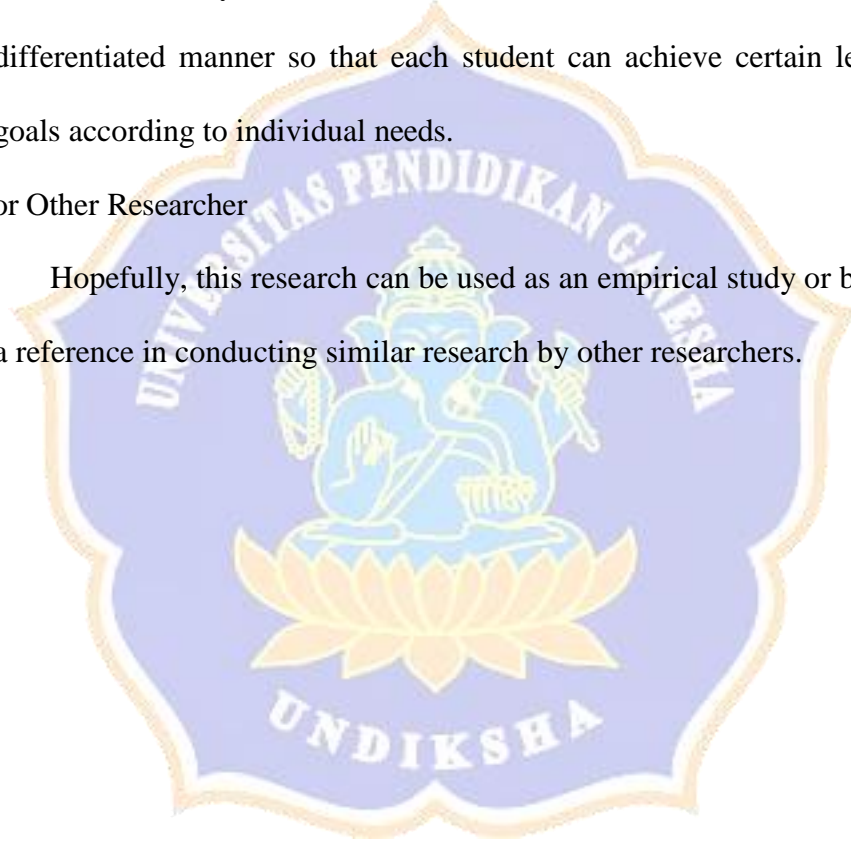 differentiated manner so that each student can achieve certain
goals according to individual needs.
or Other Researcher
Hopefully, this research can be used as an empirical study or
a reference in conducting similar research by other researchers.
UNIVERSITAS PENDIDIKAN GANESHA
UNDIKSHA